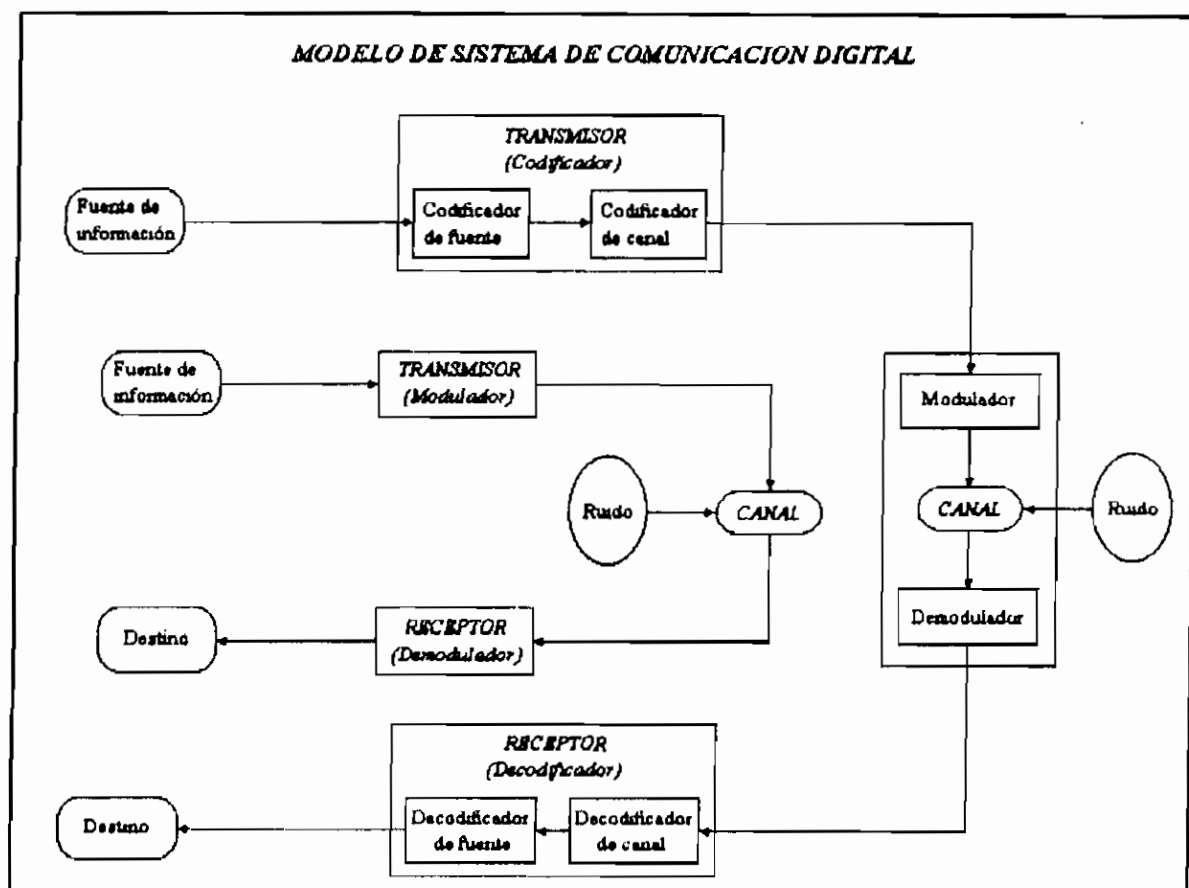 MODELO DE SISTEMA DE COMUNICACION DIGITAL
TRANSMISOR
(Codificador)
Fuente de
información
Codificador
de fuente
Codificador
de canal
Fuente de
información
TRANSMISOR
(Modulador)
Modulador
Ruido
CANAL
CANAL
Ruido
Destino
RECEPTOR
(Demodulador)
Demodulador
RECEPTOR
(Decodificador)
Destino
Decodificador
de fuente
Decodificador
de canal